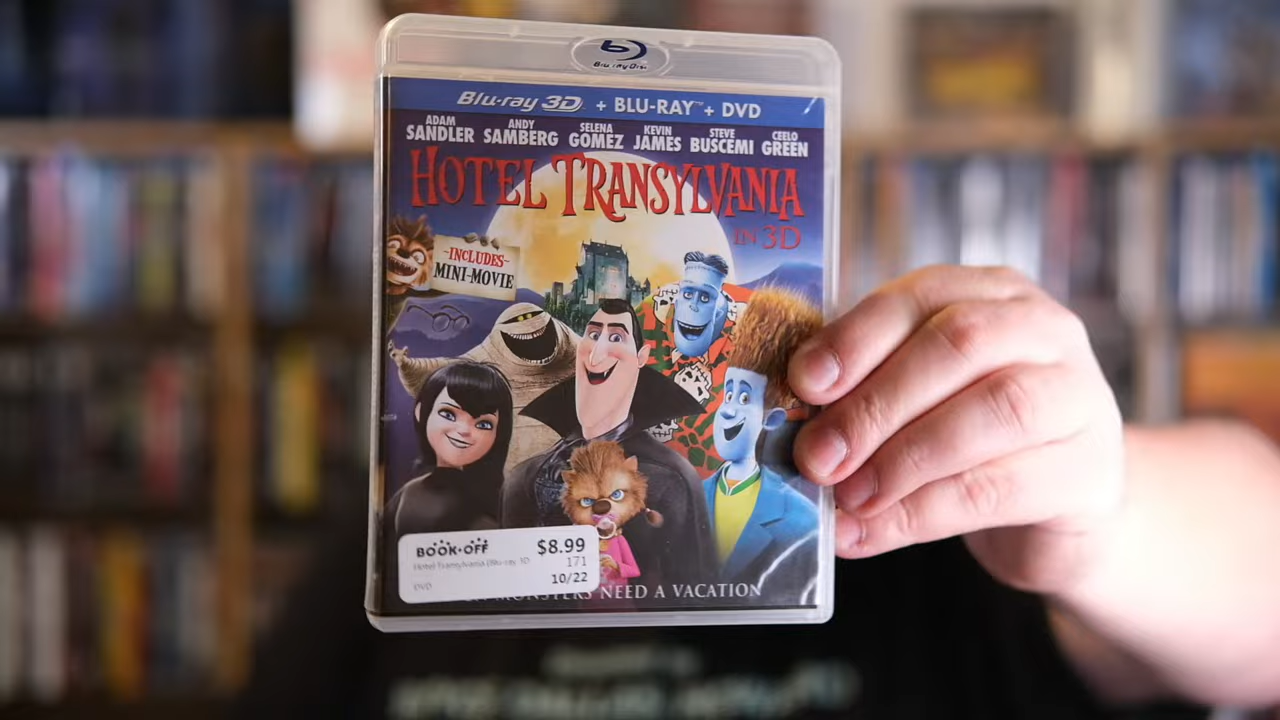 Blu-ray Disc
Blu-ray 3D + BLU-RAY™ + DVD
ADAM SANDLER ANDY SAMBERG SELENA GOMEZ KEVIN JAMES STEVE BUSCEMI CEELO GREEN
HOTEL TRANSYLVANIA
IN 3D
-INCLUDES-
MINI-MOVIE
BOOK·OFF $8.99
Hotel Transylvania (Blu-ray 3D 171
DVD 10/22
MONSTERS NEED A VACATION